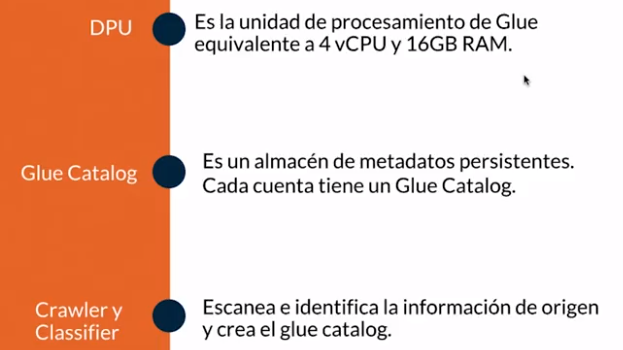 DPU
Es la unidad de procesamiento de Glue
equivalente a 4 vCPU y 16GB RAM.
Glue Catalog
Es un almacén de metadatos persistentes.
Cada cuenta tiene un Glue Catalog.
Crawler y
Classifier
Escanea e identifica la información de origen
y crea el glue catalog.